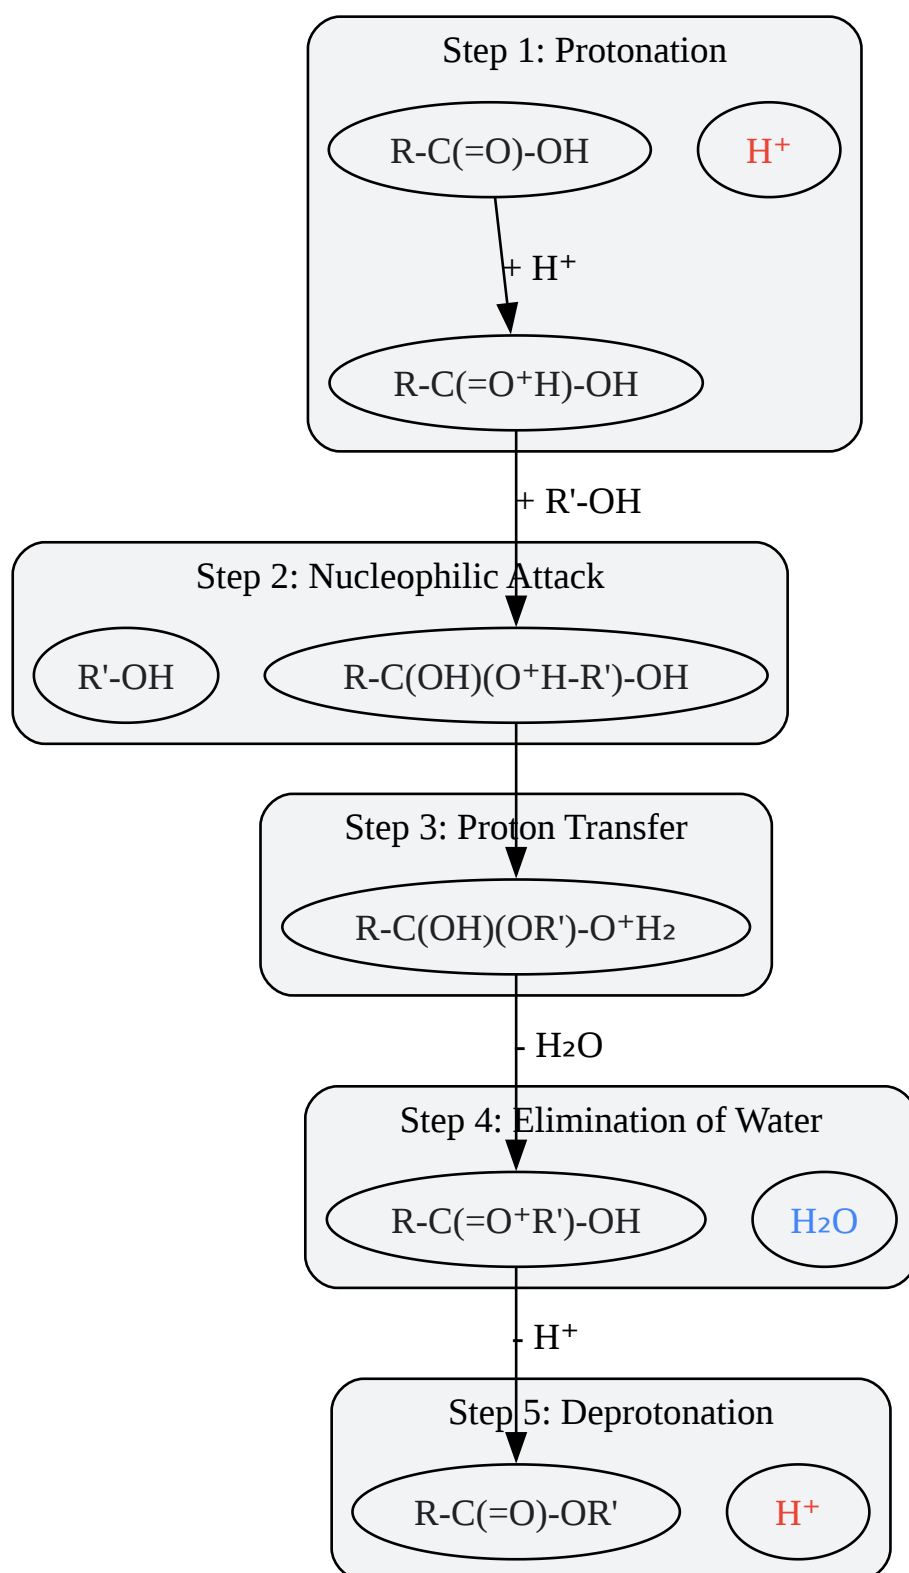 Step 1: Protonation
R-C(=O)-OH
H⁺
+ H⁺
R-C(=O⁺H)-OH
+ R'-OH
Step 2: Nucleophilic Attack
R'-OH
R-C(OH)(O⁺H-R')-OH
Step 3: Proton Transfer
R-C(OH)(OR')-O⁺H₂
- H₂O
Step 4: Elimination of Water
R-C(=O⁺R')-OH
H₂O
- H⁺
Step 5: Deprotonation
R-C(=O)-OR'
H⁺